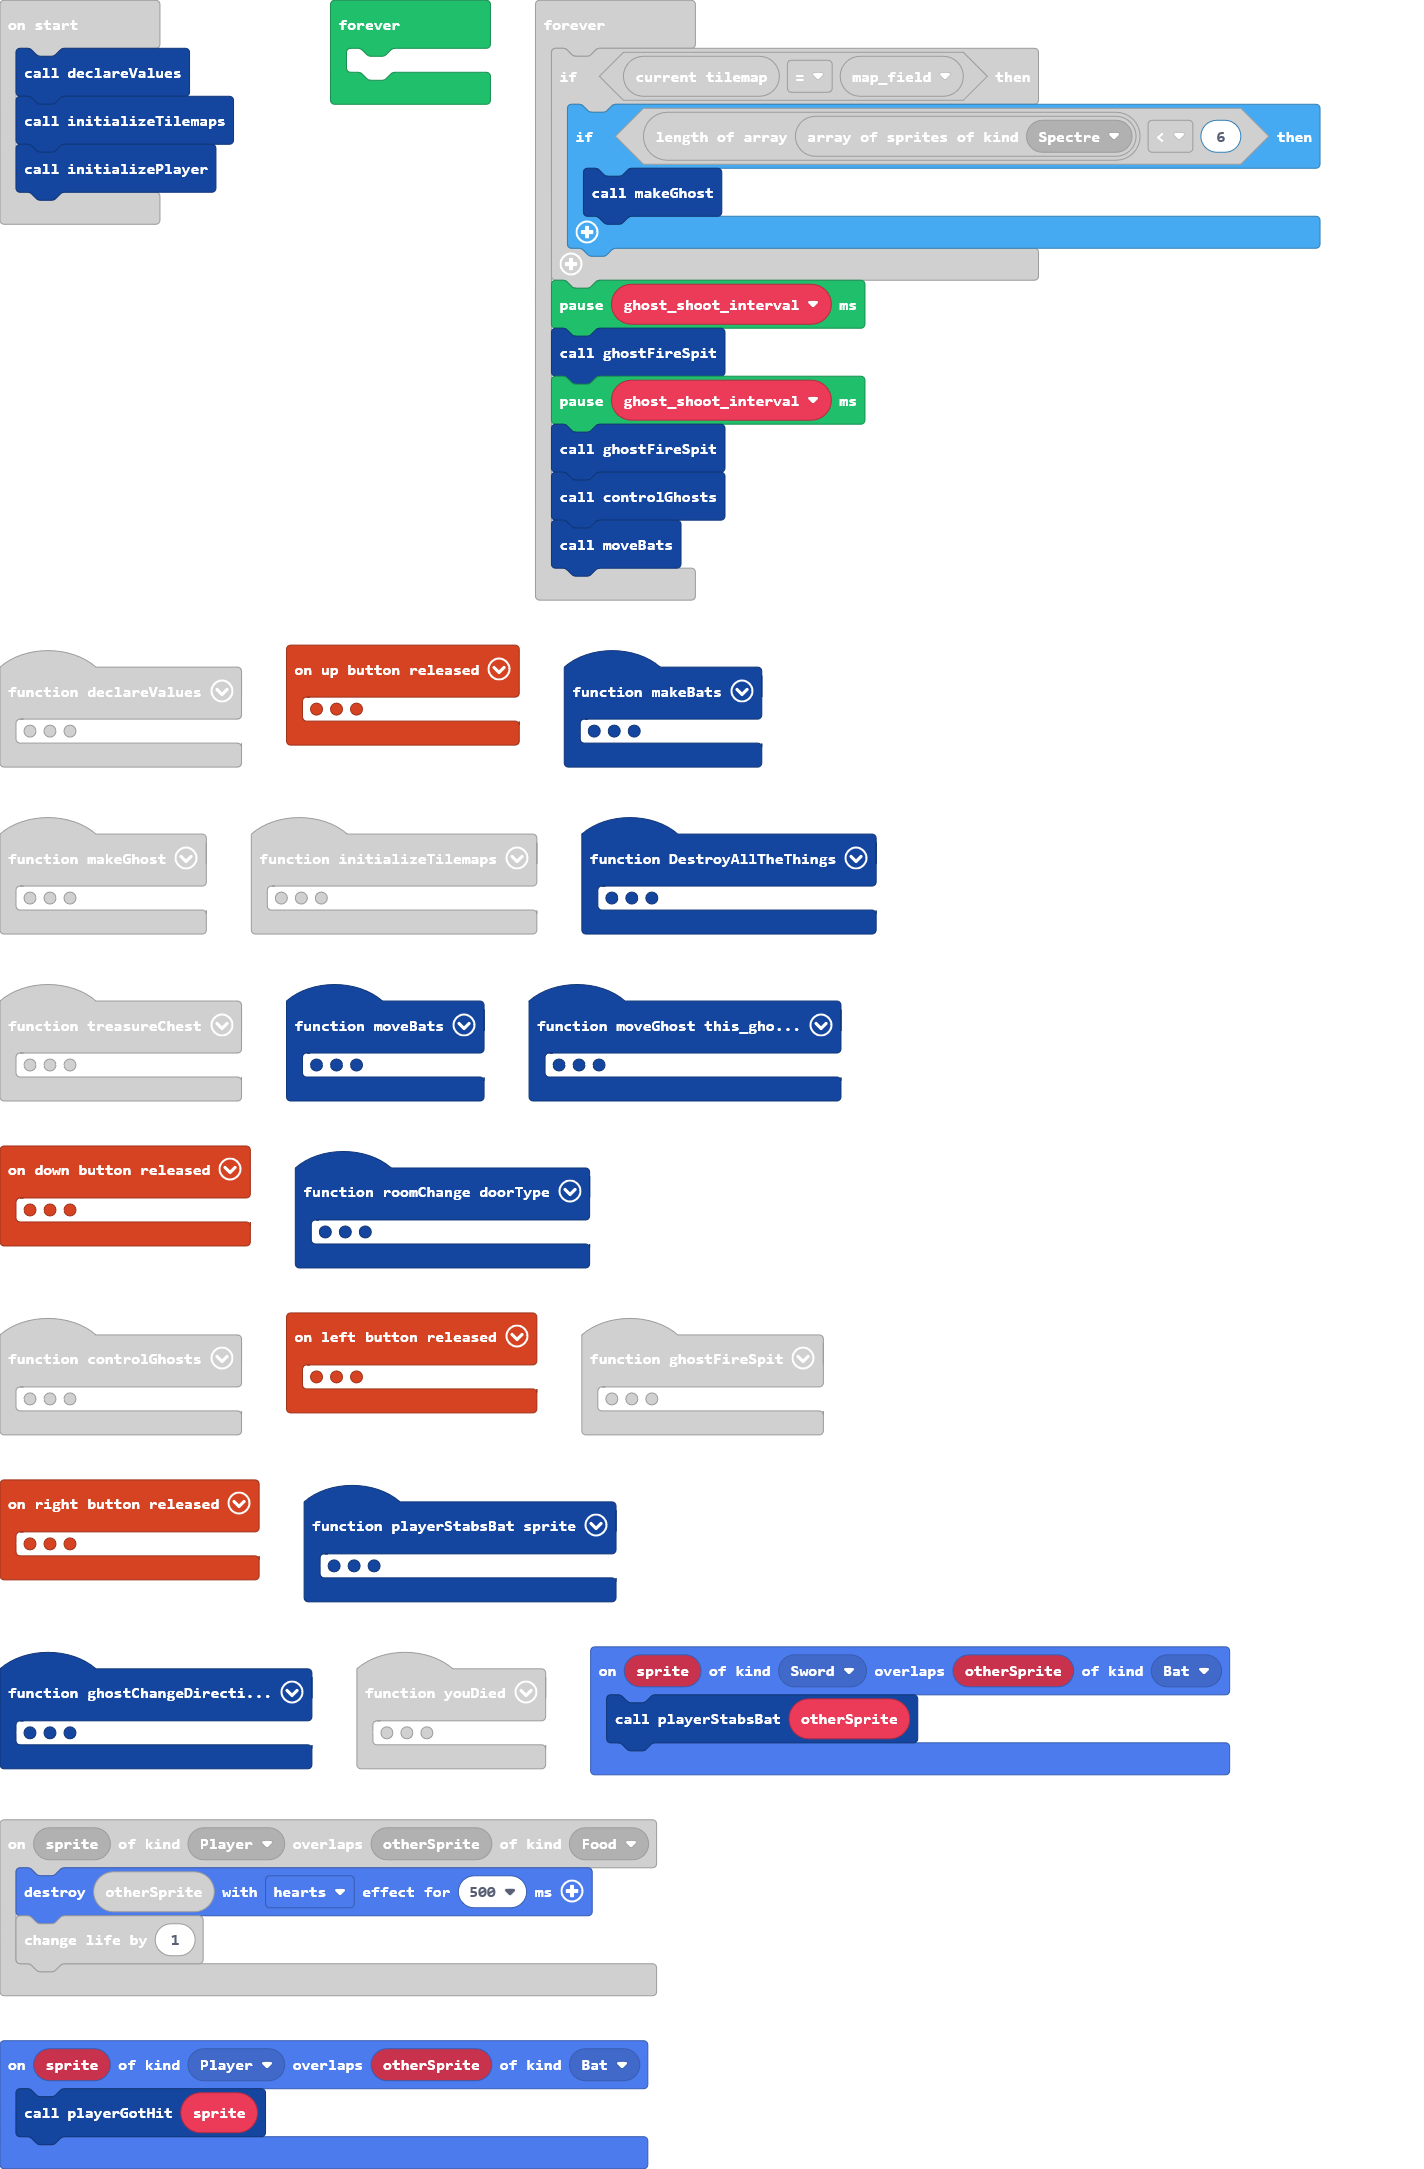 on start
call declareValues
call initializeTilemaps
call initializePlayer
forever
forever
if current tilemap = map_field then
if length of array array of sprites of kind Spectre < 6 then
call makeGhost
pause ghost_shoot_interval ms
call ghostFireSpit
pause ghost_shoot_interval ms
call ghostFireSpit
call controlGhosts
call moveBats
function declareValues
on up button released
function makeBats
function makeGhost
function initializeTilemaps
function DestroyAllTheThings
function treasureChest
function moveBats
function moveGhost this_gho...
on down button released
function roomChange doorType
function controlGhosts
on left button released
function ghostFireSpit
on right button released
function playerStabsBat sprite
function ghostChangeDirecti...
function youDied
on sprite of kind Sword overlaps otherSprite of kind Bat
call playerStabsBat otherSprite
on sprite of kind Player overlaps otherSprite of kind Food
destroy otherSprite with hearts effect for 500 ms
change life by 1
on sprite of kind Player overlaps otherSprite of kind Bat
call playerGotHit sprite